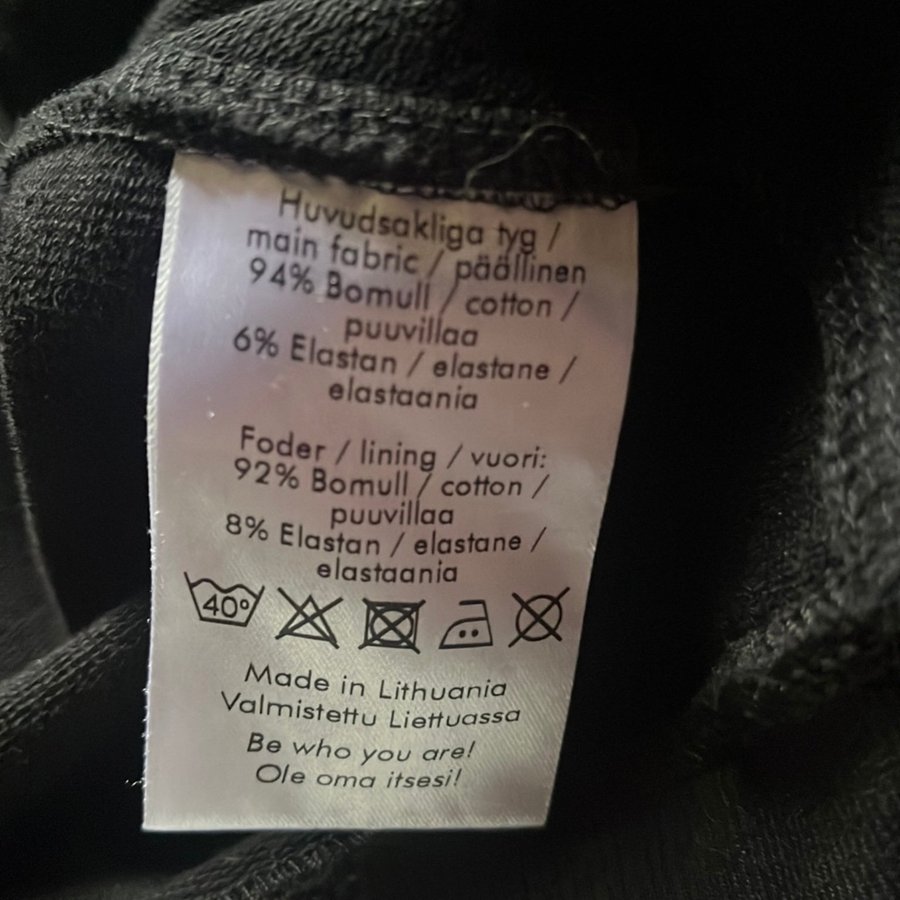 Huvudsakliga tyg /
main fabric / päällinen
94% Bomull / cotton /
puuvillaa
6% Elastan / elastane /
elastaania
Foder / lining / vuori:
92% Bomull / cotton /
puuvillaa
8% Elastan / elastane /
elastaania
40°
Made in Lithuania
Valmistettu Liettuassa
Be who you are!
Ole oma itsesi!